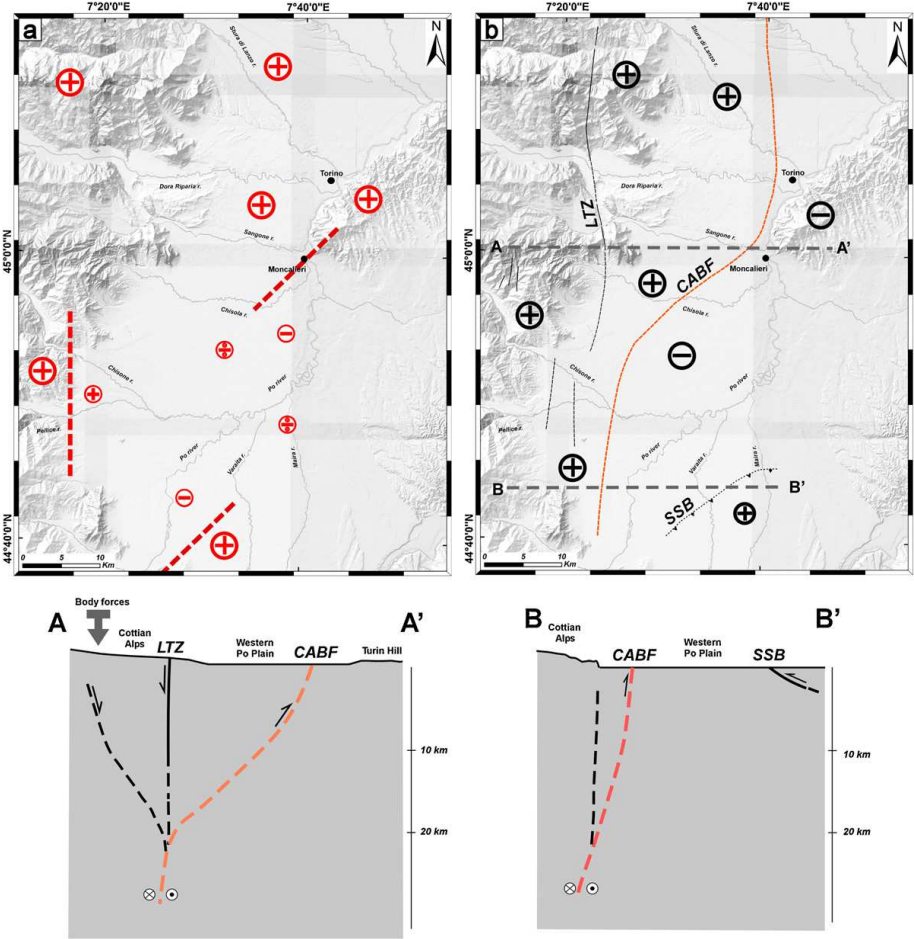 7°20'0"E
7°40'0"E
7°20'0"E
7°40'0"E
a
N
Stura di Lanzo r.
Torino
Dora Riparia r.
Sangone r.
Moncalieri
Chisola r.
Chisone r.
Po river
Pellice r.
Po river
Varaita r.
Maira r.
45°0'0"N
44°40'0"N
0 5 10
Km
b
N
Stura di Lanzo r.
Torino
Dora Riparia r.
LTZ
Sangone r.
A
A'
Moncalieri
CABF
Chisola r.
Chisone r.
Po river
Pellice r.
Po river
Varaita r.
Maira r.
B
B'
SSB
45°0'0"N
44°40'0"N
0 5 10
Km
Body forces
A
A'
Cottian
Alps
LTZ
Western
Po Plain
CABF
Turin Hill
10 km
20 km
B
B'
Cottian
Alps
CABF
Western
Po Plain
SSB
10 km
20 km